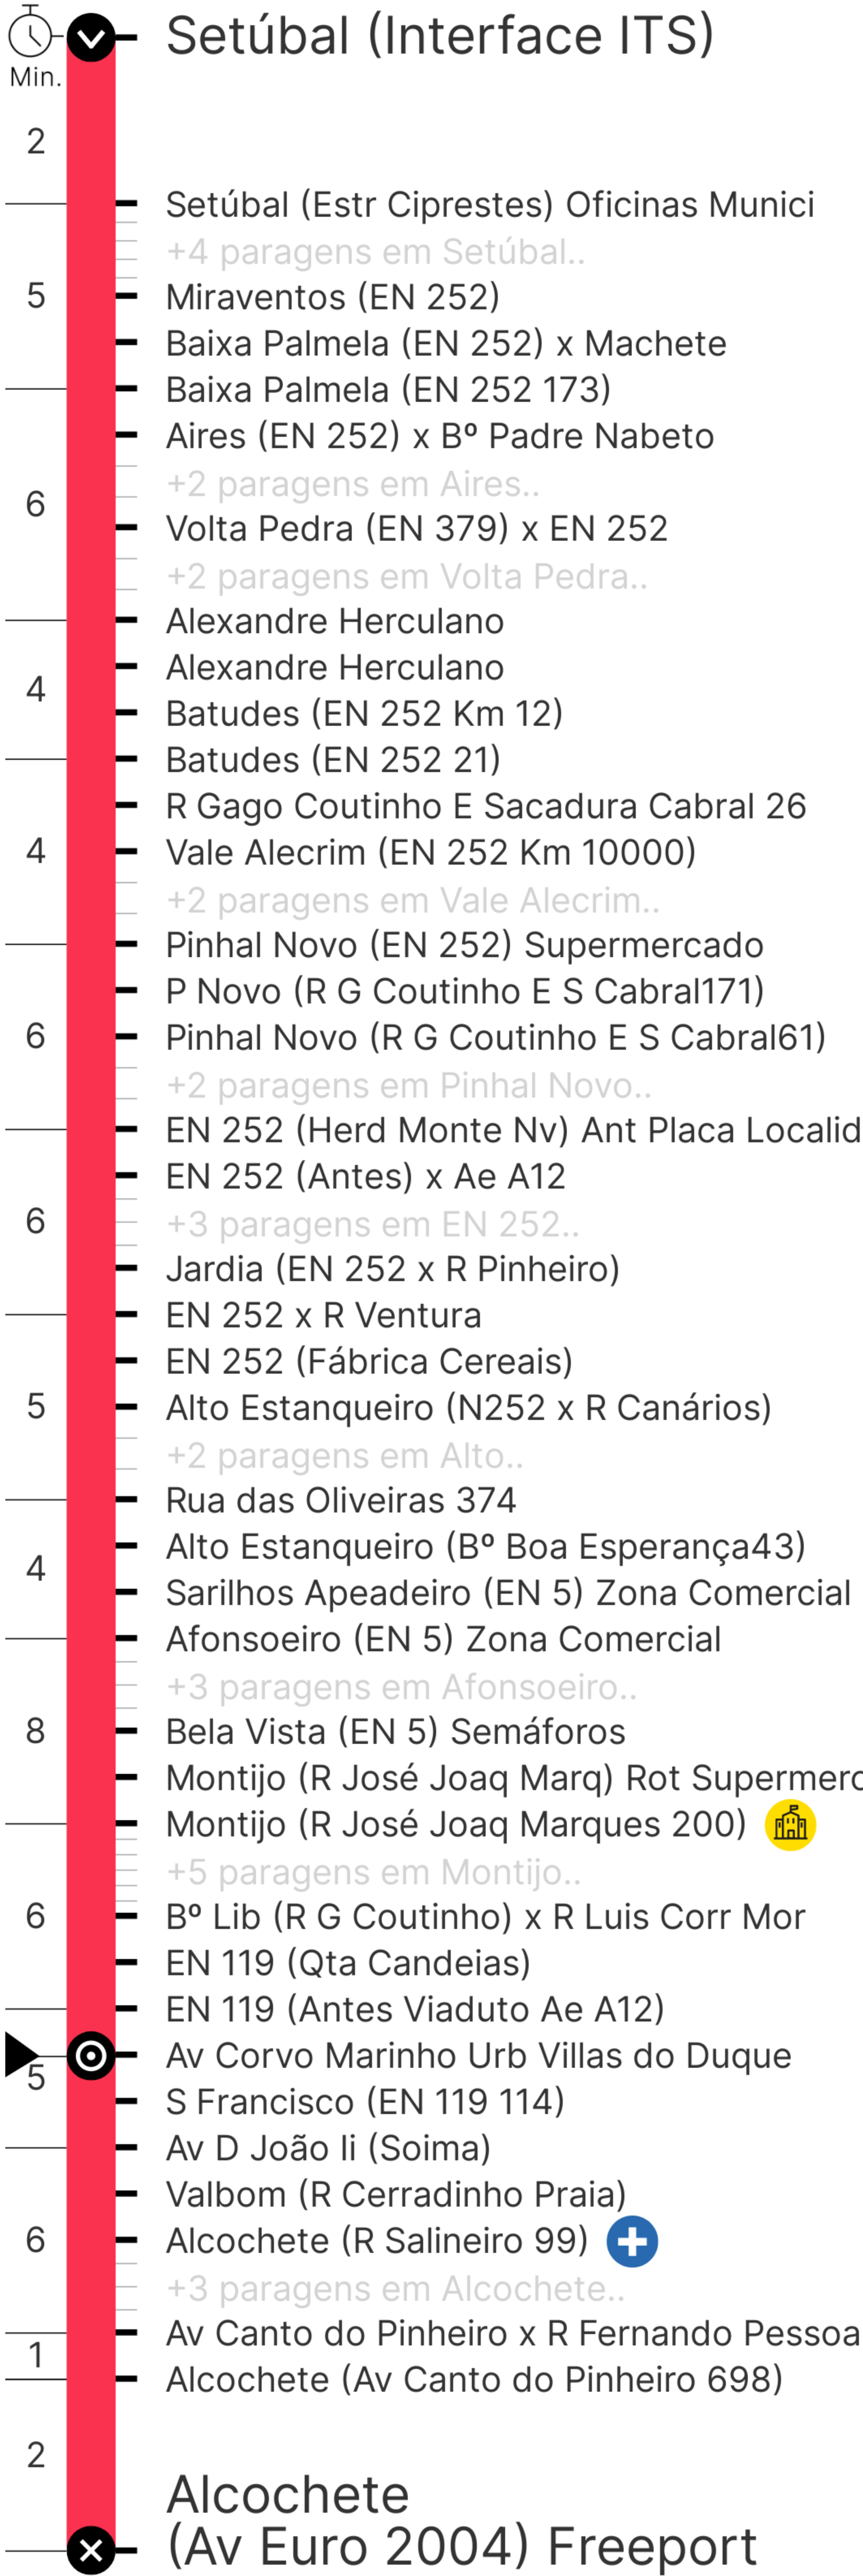 Setúbal (Interface ITS)
Min.
2
Setúbal (Estr Ciprestes) Oficinas Munici
+4 paragens em Setúbal..
5
Miraventos (EN 252)
Baixa Palmela (EN 252) x Machete
Baixa Palmela (EN 252 173)
Aires (EN 252) x Bº Padre Nabeto
+2 paragens em Aires..
6
Volta Pedra (EN 379) x EN 252
+2 paragens em Volta Pedra..
Alexandre Herculano
Alexandre Herculano
4
Batudes (EN 252 Km 12)
Batudes (EN 252 21)
R Gago Coutinho E Sacadura Cabral 26
4
Vale Alecrim (EN 252 Km 10000)
+2 paragens em Vale Alecrim..
Pinhal Novo (EN 252) Supermercado
P Novo (R G Coutinho E S Cabral171)
6
Pinhal Novo (R G Coutinho E S Cabral61)
+2 paragens em Pinhal Novo..
EN 252 (Herd Monte Nv) Ant Placa Localid
EN 252 (Antes) x Ae A12
6
+3 paragens em EN 252..
Jardia (EN 252 x R Pinheiro)
EN 252 x R Ventura
EN 252 (Fábrica Cereais)
5
Alto Estanqueiro (N252 x R Canários)
+2 paragens em Alto..
Rua das Oliveiras 374
Alto Estanqueiro (Bº Boa Esperança43)
4
Sarilhos Apeadeiro (EN 5) Zona Comercial
Afonsoeiro (EN 5) Zona Comercial
+3 paragens em Afonsoeiro..
8
Bela Vista (EN 5) Semáforos
Montijo (R José Joaq Marq) Rot Supermerc
Montijo (R José Joaq Marques 200)
+5 paragens em Montijo..
6
Bº Lib (R G Coutinho) x R Luis Corr Mor
EN 119 (Qta Candeias)
EN 119 (Antes Viaduto Ae A12)
Av Corvo Marinho Urb Villas do Duque
5
S Francisco (EN 119 114)
Av D João Ii (Soima)
Valbom (R Cerradinho Praia)
6
Alcochete (R Salineiro 99)
+3 paragens em Alcochete..
Av Canto do Pinheiro x R Fernando Pessoa
1
Alcochete (Av Canto do Pinheiro 698)
2
Alcochete
(Av Euro 2004) Freeport